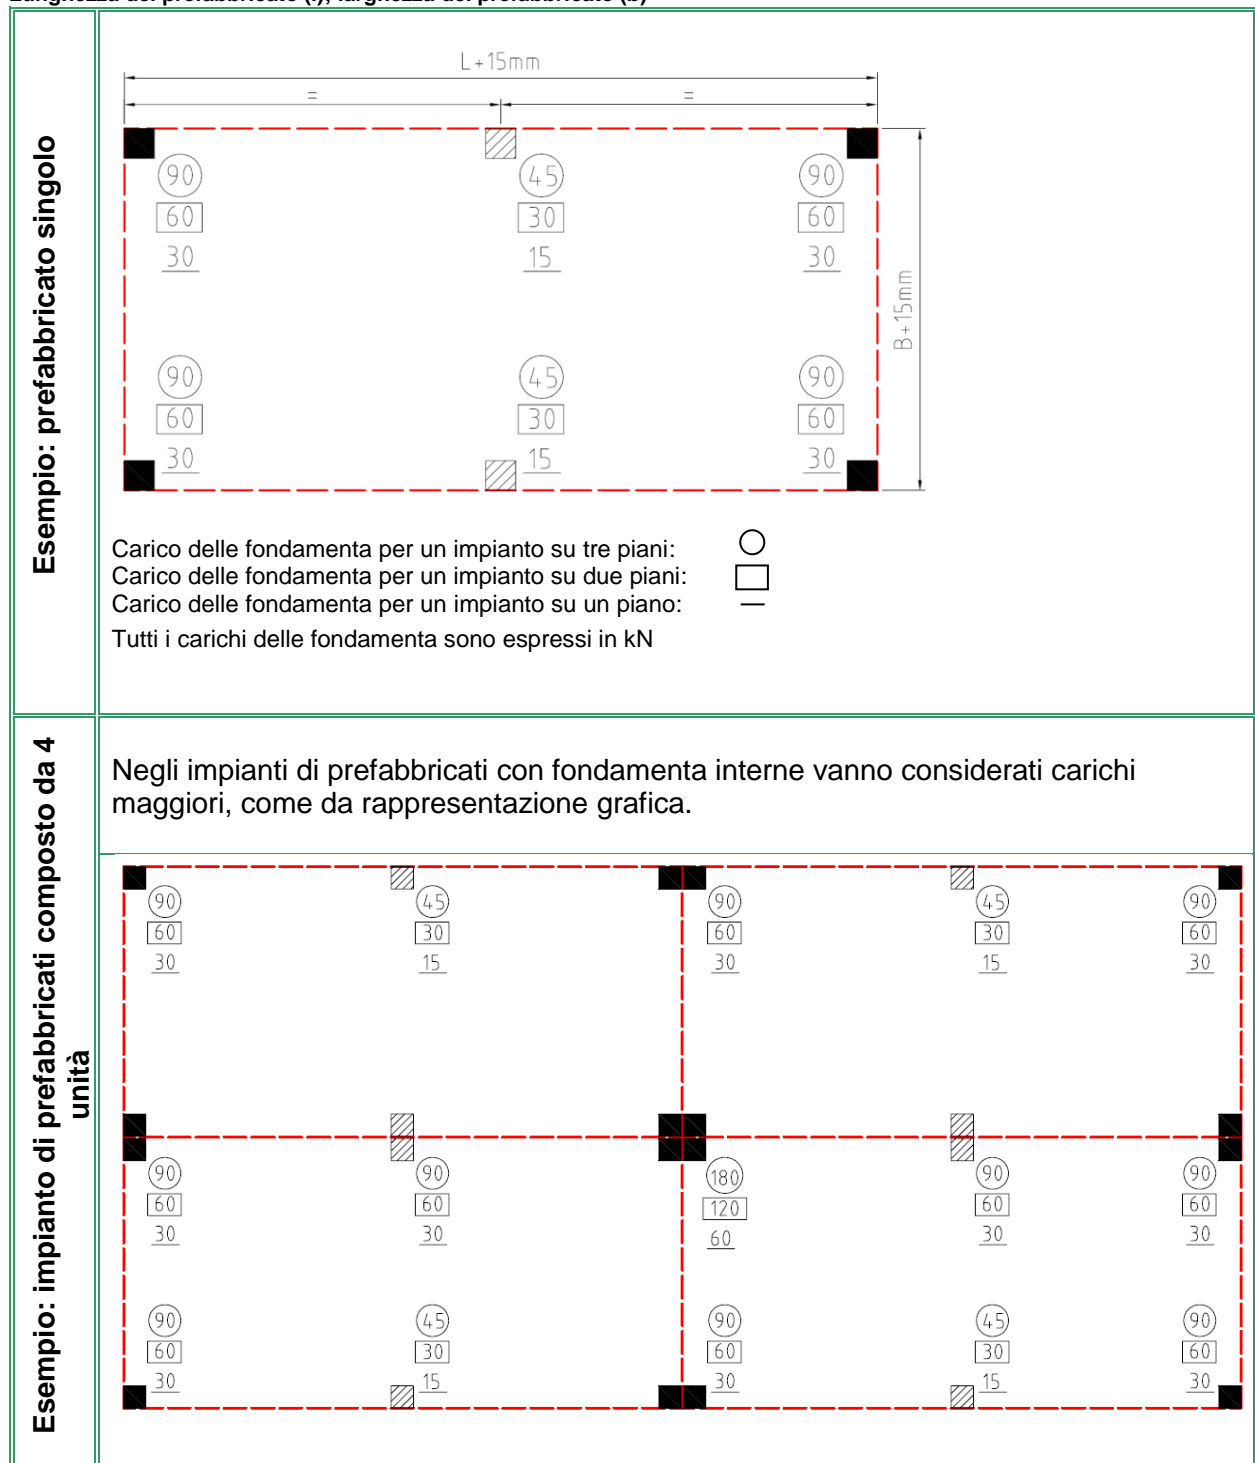 Lunghezza del prefabbricato (l), larghezza del prefabbricato (b)
Esempio: prefabbricato singolo
L+15mm
= =
90 45 90
60 30 60
30 15 30
B+15mm
90 45 90
60 30 60
30 15 30
Carico delle fondamenta per un impianto su tre piani:
Carico delle fondamenta per un impianto su due piani:
Carico delle fondamenta per un impianto su un piano:
Tutti i carichi delle fondamenta sono espressi in kN
Esempio: impianto di prefabbricati composto da 4
unità
Negli impianti di prefabbricati con fondamenta interne vanno considerati carichi
maggiori, come da rappresentazione grafica.
90 45 90 45 90
60 30 60 30 60
30 15 30 15 30
90 90 180 90 90
60 60 120 60 60
30 30 60 30 30
90 45 90 45 90
60 30 60 30 60
30 15 30 15 30